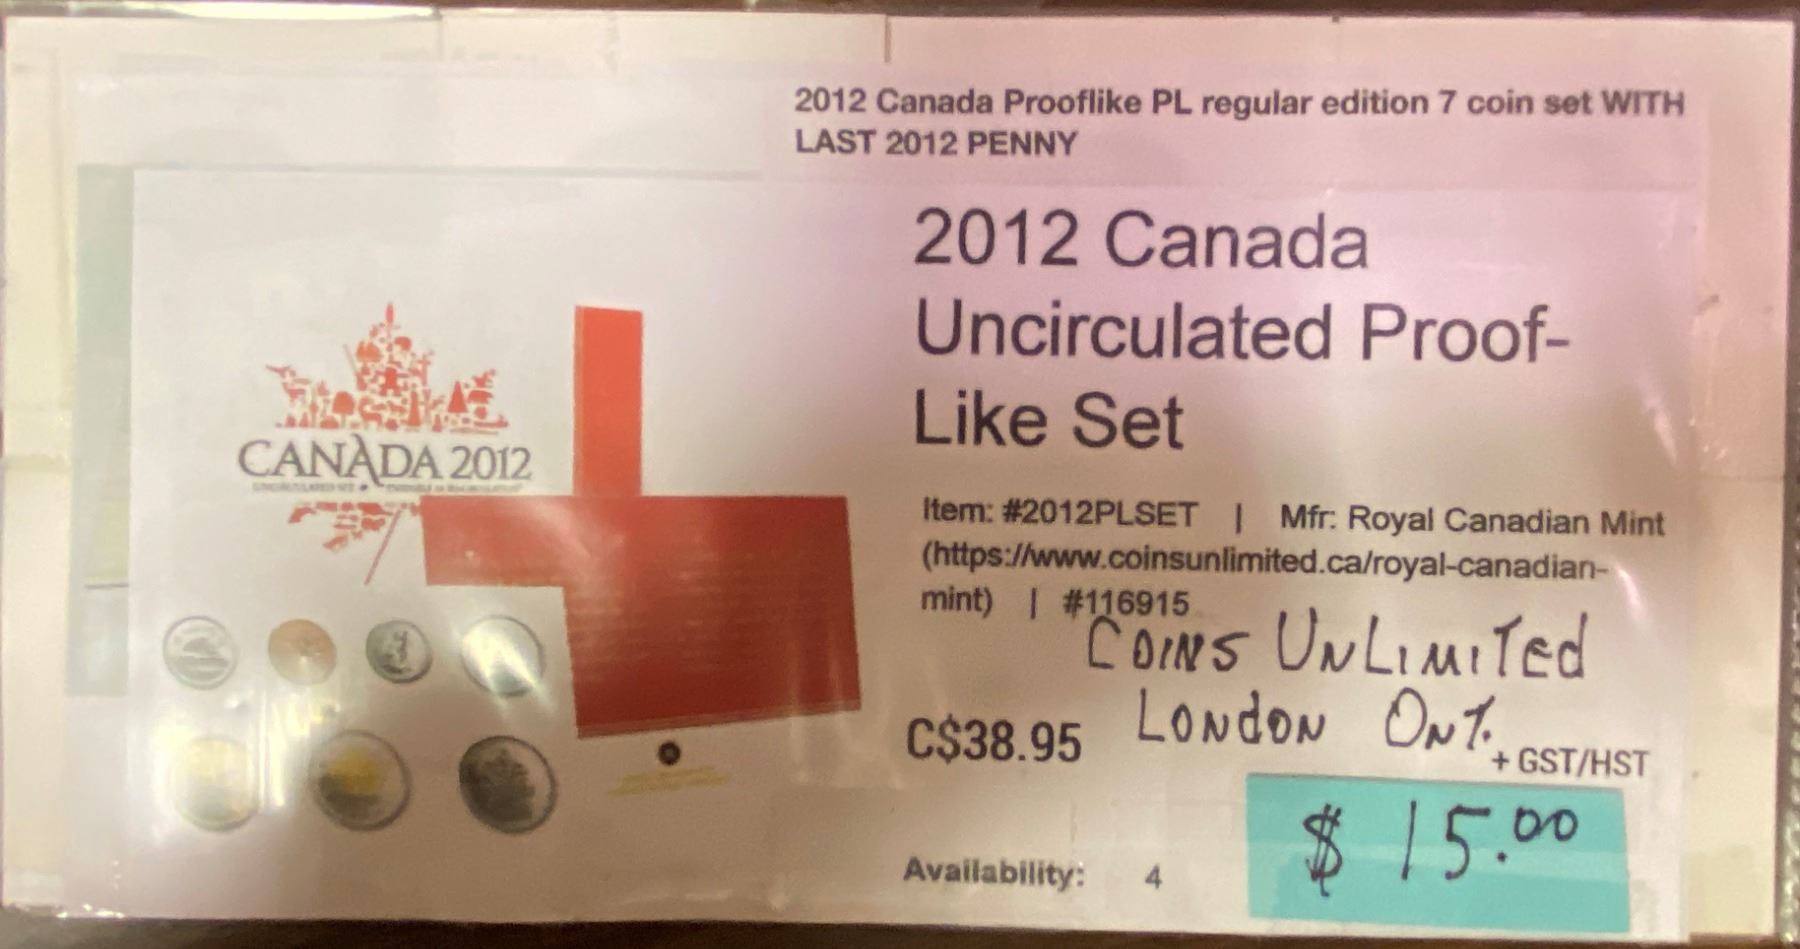 2012 Canada Prooflike PL regular edition 7 coin set WITH
LAST 2012 PENNY
2012 Canada
Uncirculated Proof-
Like Set
CANADA 2012
UNCIRCULATED SET
Item: #2012PLSET | Mfr: Royal Canadian Mint
(https://www.coinsunlimited.ca/royal-canadian-
mint) | #116915
COINS UNLIMITED
LONDON ONT.
C$38.95
+ GST/HST
$ 15.00
Availability: 4